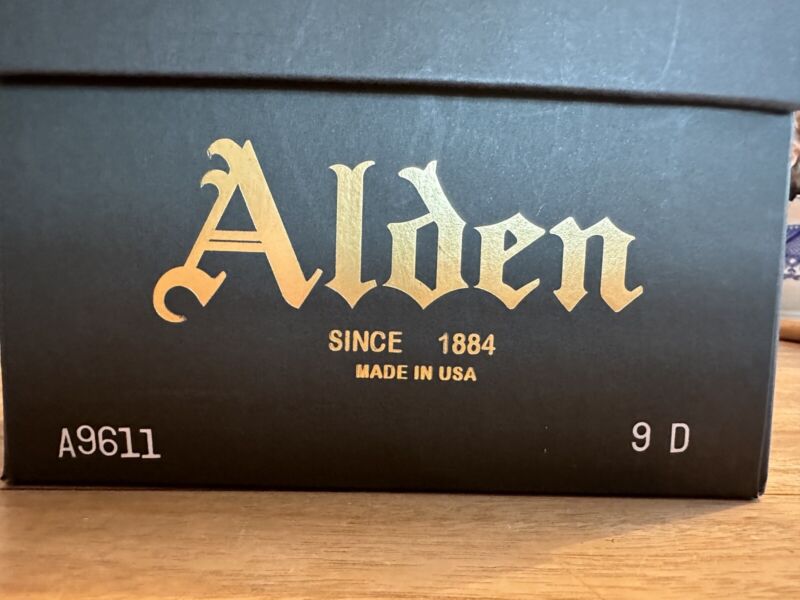 Alden
SINCE 1884
MADE IN USA
A9611 9 D